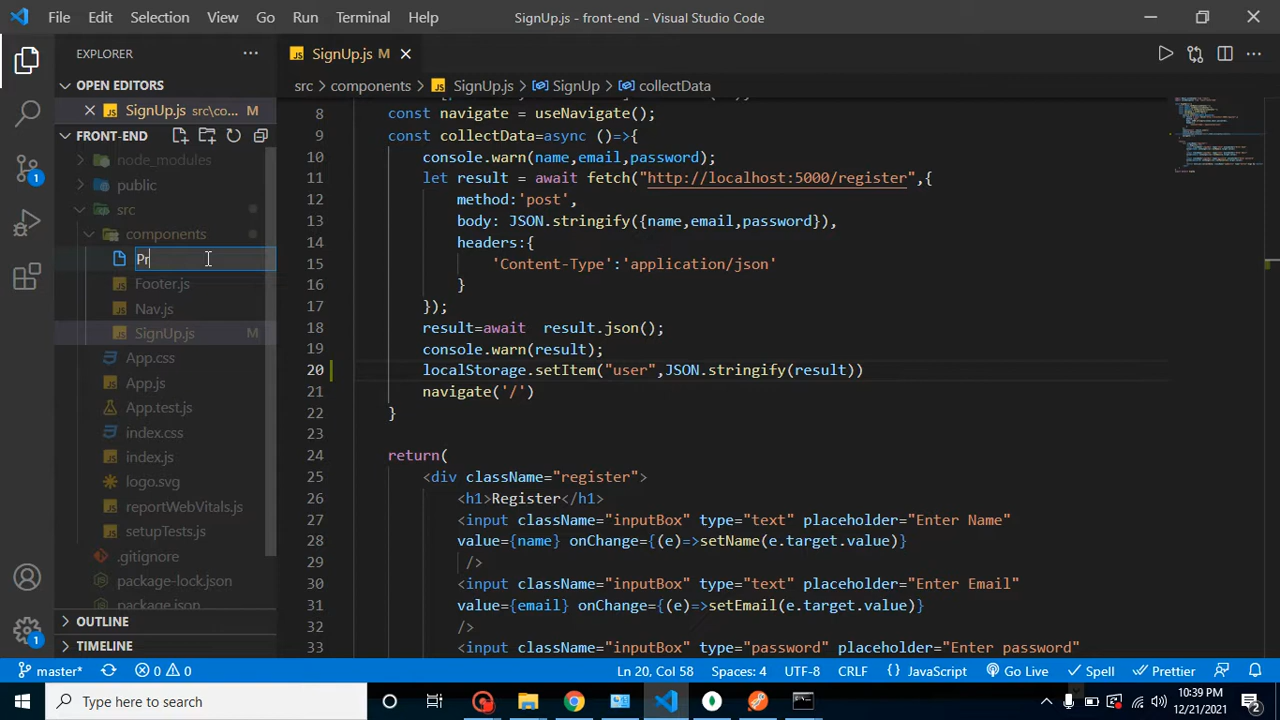 File Edit Selection View Go Run Terminal Help SignUp.js - front-end - Visual Studio Code
EXPLORER
SignUp.js M
OPEN EDITORS
src > components > SignUp.js > SignUp > collectData
SignUp.js src\co... M
FRONT-END
node_modules
public
src
components
Pr
Footer.js
Nav.js
SignUp.js M
App.css
App.js
App.test.js
index.css
index.js
logo.svg
reportWebVitals.js
setupTests.js
.gitignore
package-lock.json
package.json
OUTLINE
TIMELINE
1
1
8 const navigate = useNavigate();
9 const collectData=async ()=>{
10 console.warn(name,email,password);
11 let result = await fetch("http://localhost:5000/register",{
12 method:'post',
13 body: JSON.stringify({name,email,password}),
14 headers:{
15 'Content-Type':'application/json'
16 }
17 });
18 result=await result.json();
19 console.warn(result);
20 localStorage.setItem("user",JSON.stringify(result))
21 navigate('/')
22 }
23
24 return(
25 <div className="register">
26 <h1>Register</h1>
27 <input className="inputBox" type="text" placeholder="Enter Name"
28 value={name} onChange={(e)=>setName(e.target.value)}
29 />
30 <input className="inputBox" type="text" placeholder="Enter Email"
31 value={email} onChange={(e)=>setEmail(e.target.value)}
32 />
33 <input className="inputBox" type="password" placeholder="Enter password"
master* 0 0 Ln 20, Col 58 Spaces: 4 UTF-8 CRLF { } JavaScript Go Live Spell Prettier
Type here to search
10:39 PM
12/21/2021
2